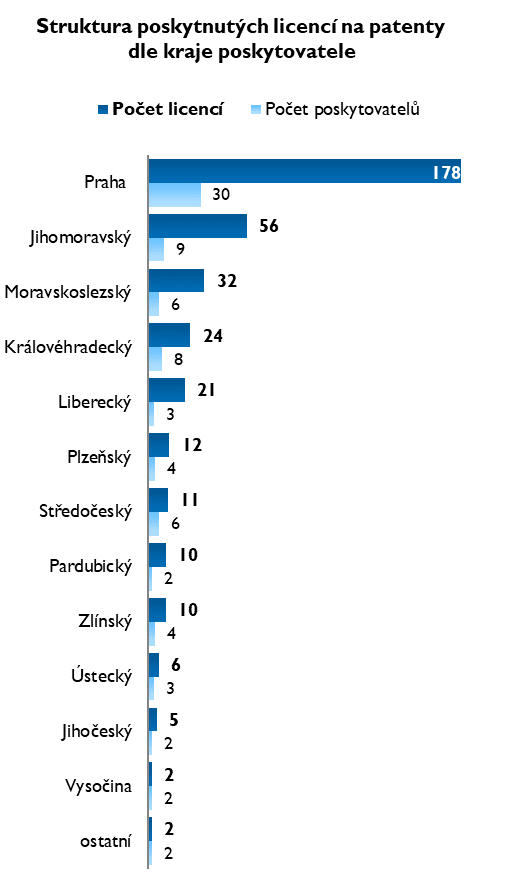 Struktura poskytnutých licencí na patenty
dle kraje poskytovatele
Počet licencí Počet poskytovatelů
Praha 178
30
Jihomoravský 56
9
Moravskoslezský 32
6
Královéhradecký 24
8
Liberecký 21
3
Plzeňský 12
4
Středočeský 11
6
Pardubický 10
2
Zlínský 10
4
Ústecký 6
3
Jihočeský 5
2
Vysočina 2
2
ostatní 2
2